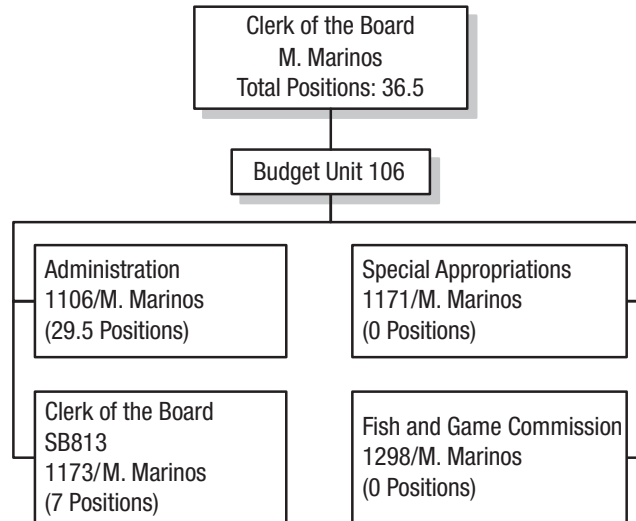 Clerk of the Board
M. Marinos
Total Positions: 36.5
Budget Unit 106
Administration
1106/M. Marinos
(29.5 Positions)
Special Appropriations
1171/M. Marinos
(0 Positions)
Clerk of the Board
SB813
1173/M. Marinos
(7 Positions)
Fish and Game Commission
1298/M. Marinos
(0 Positions)